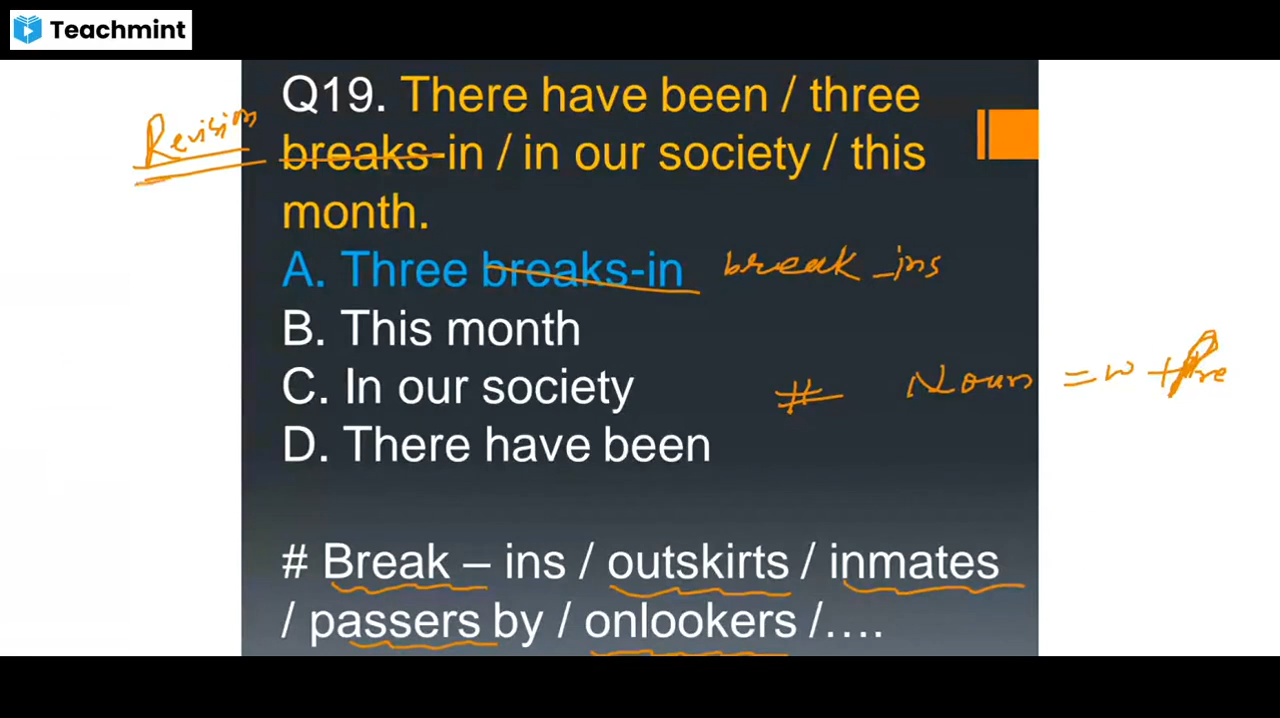 Teachmint
Revision
Q19. There have been / three
breaks-in / in our society / this
month.
A. Three breaks-in break-ins
B. This month
C. In our society
# Noun = w +
D. There have been
# Break – ins / outskirts / inmates
/ passers by / onlookers /….